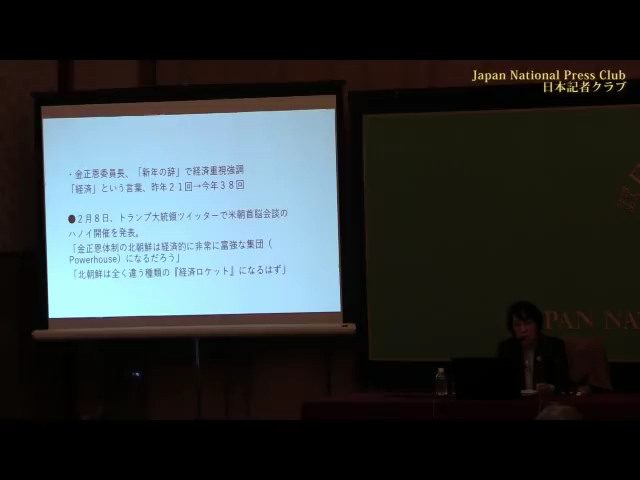 Japan National Press Club
日本記者クラブ
・金正恩委員長、「新年の辞」で経済重視強調
「経済」という言葉、昨年２１回→今年３８回
●２月８日、トランプ大統領ツイッターで米朝首脳会談の
ハノイ開催を発表。
「金正恩体制の北朝鮮は経済的に非常に富強な集団（
Powerhouse）になるだろう」
「北朝鮮は全く違う種類の『経済ロケット』になるはず」
PAN NA